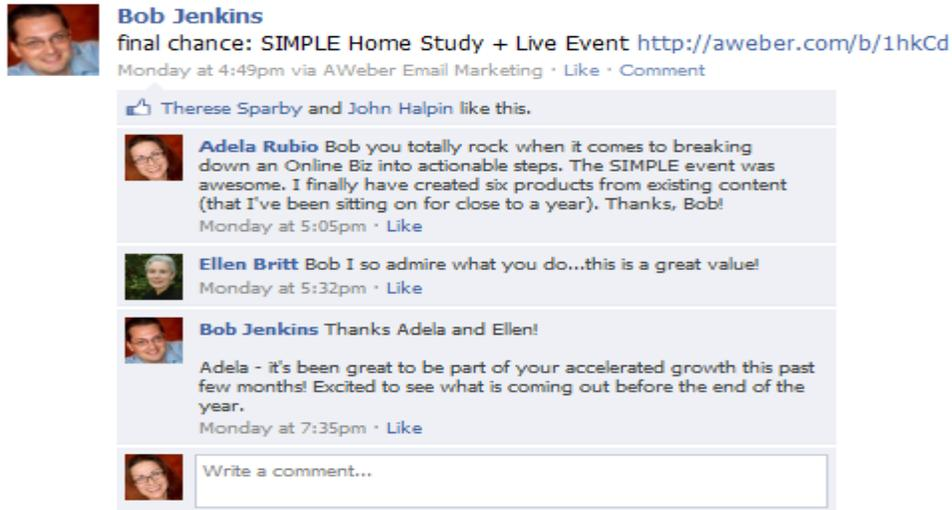 Bob Jenkins
final chance: SIMPLE Home Study + Live Event http://aweber.com/b/1hkCd
Monday at 4:49pm via AWeber Email Marketing · Like · Comment
Therese Sparby and John Halpin like this.
Adela Rubio Bob you totally rock when it comes to breaking
down an Online Biz into actionable steps. The SIMPLE event was
awesome. I finally have created six products from existing content
(that I've been sitting on for close to a year). Thanks, Bob!
Monday at 5:05pm · Like
Ellen Britt Bob I so admire what you do...this is a great value!
Monday at 5:32pm · Like
Bob Jenkins Thanks Adela and Ellen!
Adela - it's been great to be part of your accelerated growth this past
few months! Excited to see what is coming out before the end of the
year.
Monday at 7:35pm · Like
Write a comment...